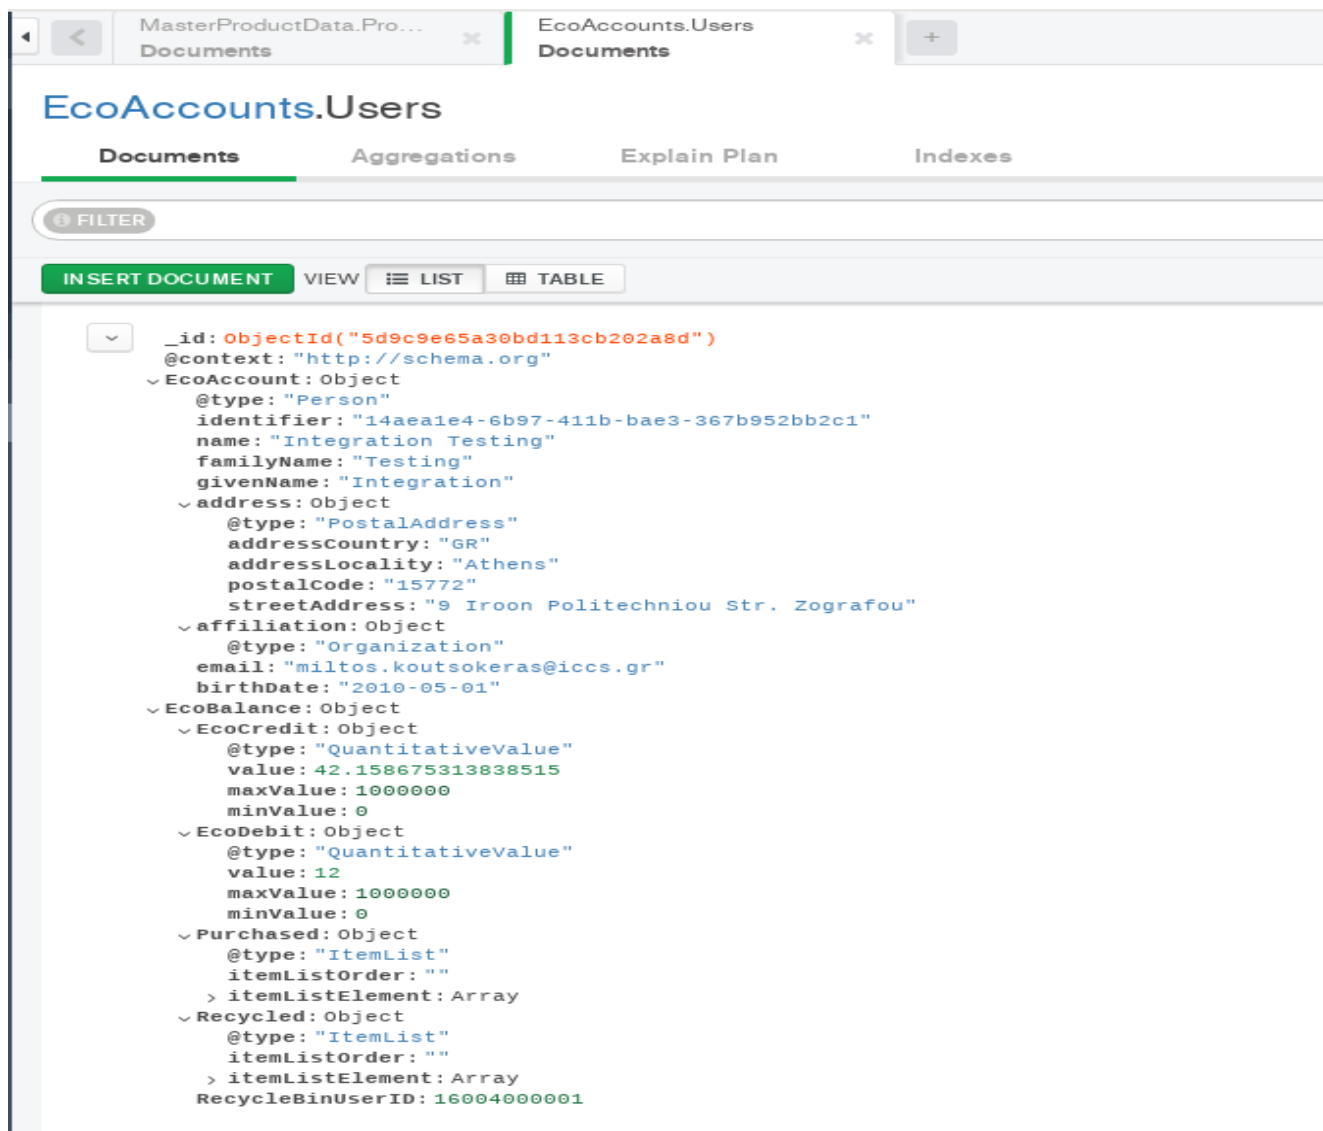 MasterProductData.Pro...
Documents
EcoAccounts.Users
Documents
EcoAccounts.Users
Documents Aggregations Explain Plan Indexes
FILTER
INSERT DOCUMENT VIEW LIST TABLE
_id: ObjectId("5d9c9e65a30bd113cb202a8d")
@context: "http://schema.org"
EcoAccount: Object
@type: "Person"
identifier: "14aea1e4-6b97-411b-bae3-367b952bb2c1"
name: "Integration Testing"
familyName: "Testing"
givenName: "Integration"
address: Object
@type: "PostalAddress"
addressCountry: "GR"
addressLocality: "Athens"
postalCode: "15772"
streetAddress: "9 Iroon Politechniou Str. Zografou"
affiliation: Object
@type: "Organization"
email: "miltos.koutsokeras@iccs.gr"
birthDate: "2010-05-01"
EcoBalance: Object
EcoCredit: Object
@type: "QuantitativeValue"
value: 42.158675313838515
maxValue: 1000000
minValue: 0
EcoDebit: Object
@type: "QuantitativeValue"
value: 12
maxValue: 1000000
minValue: 0
Purchased: Object
@type: "ItemList"
itemListOrder: ""
itemListElement: Array
Recycled: Object
@type: "ItemList"
itemListOrder: ""
itemListElement: Array
RecycleBinUserID: 16004000001